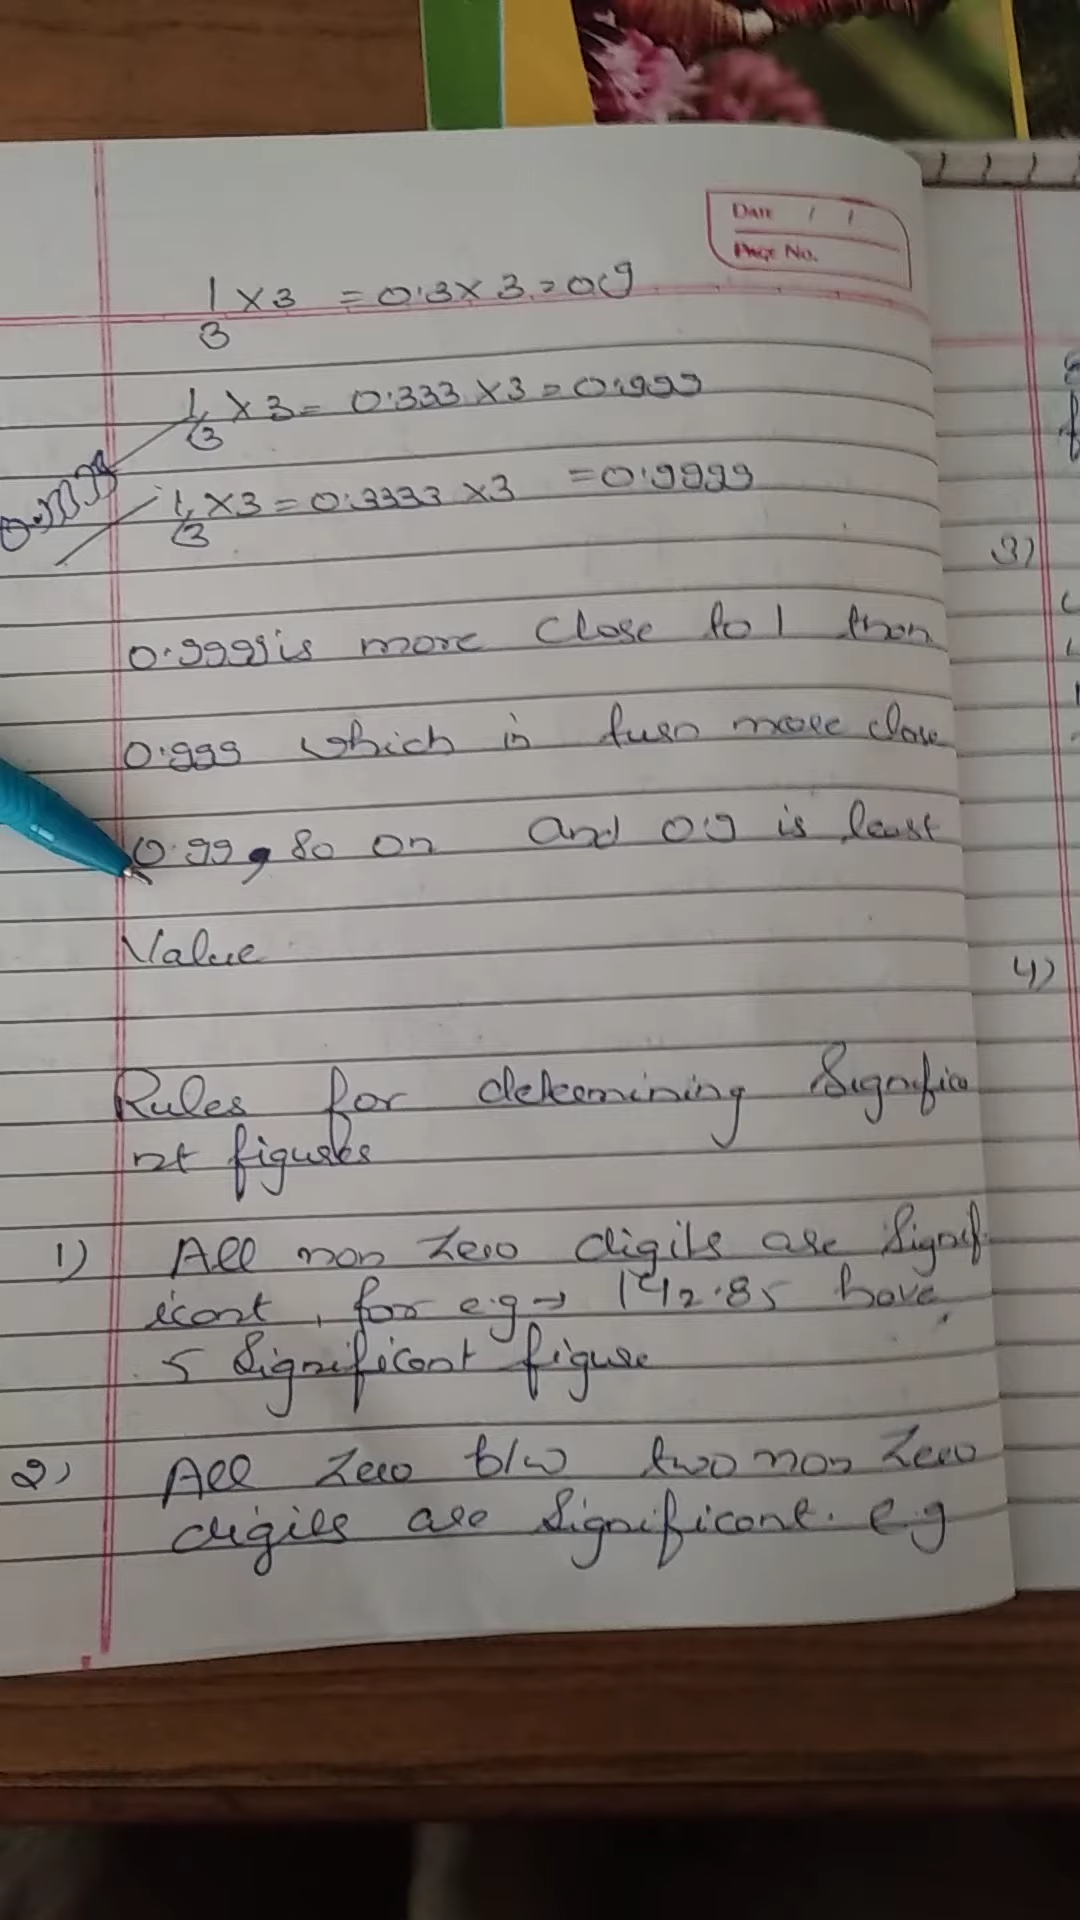 Date / /
Page No.
1/3 x 3 = 0.3 x 3 = 0.9
1/3 x 3 = 0.333 x 3 = 0.999
1/3 x 3 = 0.3333 x 3 = 0.9999
0.9999 is more close to 1 than
0.999 which in turn more close
0.99, so on and 0.9 is least
Value
Rules for determining Significa
nt figures
1) All non zero digits are Signif
icant, for e.g → 142.85 have
5 Significant figure
2) All zero b/w two non zero
digits are Significant. e.g
3)
4)